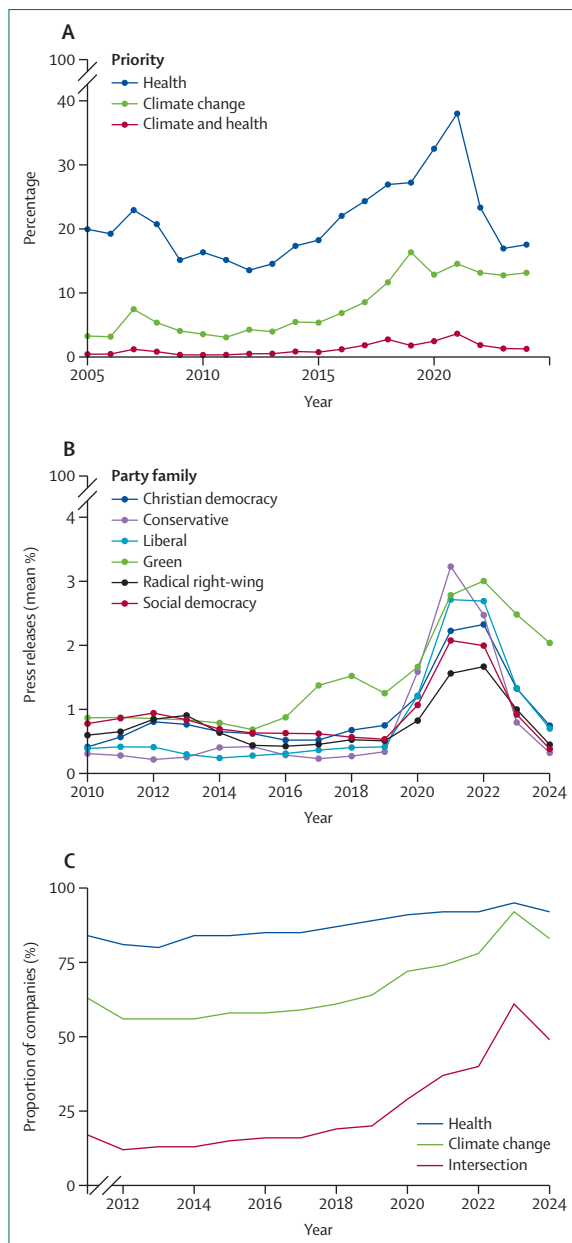 A
Priority
Health
Climate change
Climate and health
100
40
30
20
10
0
Percentage
2005
2010
2015
2020
Year
B
Party family
Christian democracy
Conservative
Liberal
Green
Radical right-wing
Social democracy
100
4
3
2
1
0
Press releases (mean %)
2010
2012
2014
2016
2018
2020
2022
2024
Year
C
100
75
50
25
0
Proportion of companies (%)
Health
Climate change
Intersection
2012
2014
2016
2018
2020
2022
2024
Year